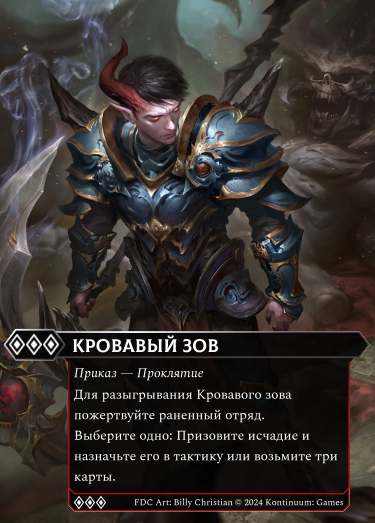 КРОВАВЫЙ ЗОВ
Приказ — Проклятие
Для разыгрывания Кровавого зова
пожертвуйте раненный отряд.
Выберите одно: Призовите исчадие и
назначьте его в тактику или возьмите три
карты.
FDC Art: Billy Christian © 2024 Kontinuum: Games